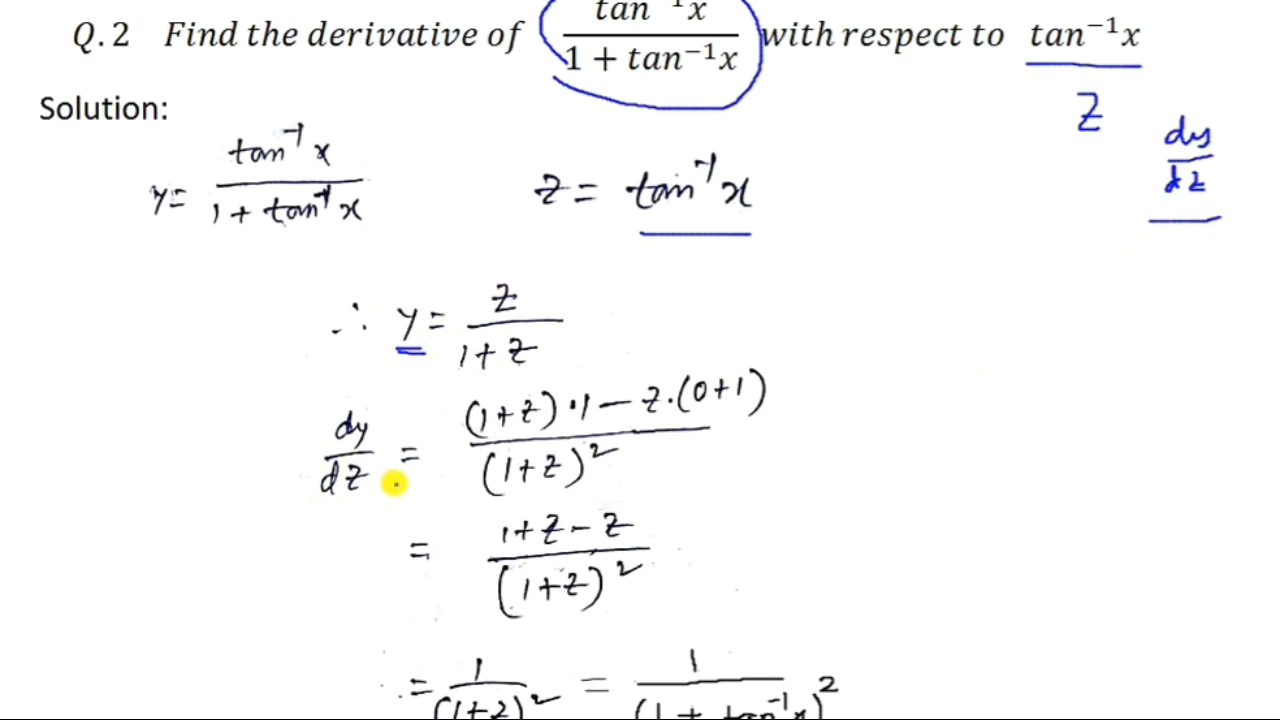 Q.2 Find the derivative of tan⁻¹x / 1 + tan⁻¹x with respect to tan⁻¹x
Z
Solution:
dy / dz
y = tan⁻¹x / 1 + tan⁻¹x
z = tan⁻¹x
∴ y = z / 1 + z
dy / dz = (1+z)·1 − z·(0+1) / (1+z)²
= 1+z−z / (1+z)²
= 1 / (1+z)² = 1 / (1 + tan⁻¹x)²